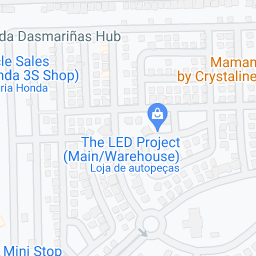 da Dasmariñas Hub
cle Sales
nda 3S Shop)
ria Honda
Maman
by Crystaline
The LED Project
(Main/Warehouse)
Loja de autopeças
Mini Stop